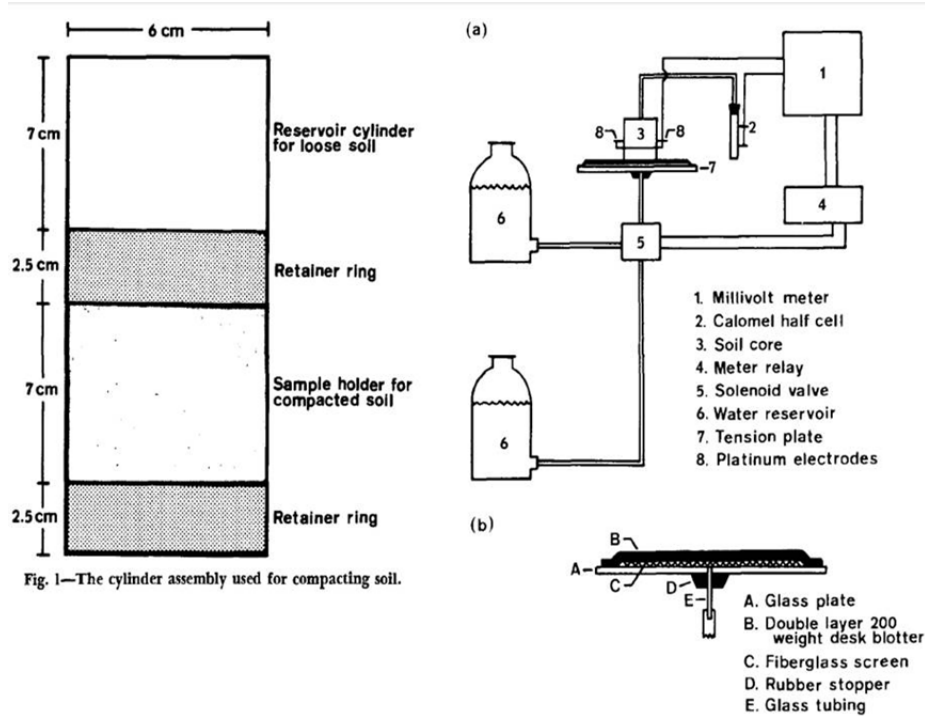 6 cm
7 cm
Reservoir cylinder
for loose soil
2.5 cm
Retainer ring
7 cm
Sample holder for
compacted soil
2.5 cm
Retainer ring
Fig. 1—The cylinder assembly used for compacting soil.
(a)
1
2
8
3
8
7
4
6
5
6
1. Millivolt meter
2. Calomel half cell
3. Soil core
4. Meter relay
5. Solenoid valve
6. Water reservoir
7. Tension plate
8. Platinum electrodes
(b)
B
A
C
D
E
A. Glass plate
B. Double layer 200
weight desk blotter
C. Fiberglass screen
D. Rubber stopper
E. Glass tubing